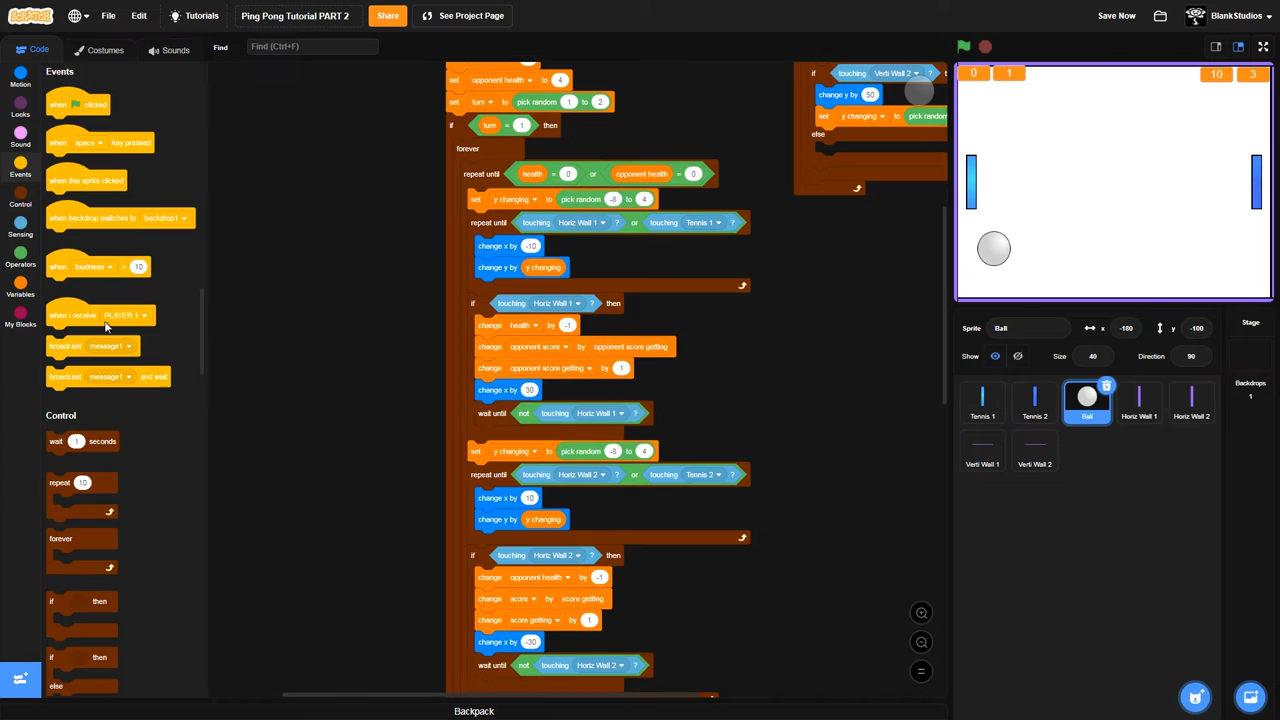 SCRATCH File Edit Tutorials Ping Pong Tutorial PART 2 Share See Project Page Save Now BlankStudios
Code Costumes Sounds Find Find (Ctrl+F)
Motion
Looks
Sound
Events
Control
Sensing
Operators
Variables
My Blocks
Events
when clicked
when space key pressed
when this sprite clicked
when backdrop switches to backdrop1
when loudness > 10
when I receive PLAYER 1
broadcast message1
broadcast message1 and wait
Control
wait 1 seconds
repeat 10
forever
if then
if then
else
set opponent health to 4
set turn to pick random 1 to 2
if turn = 1 then
forever
repeat until health = 0 or opponent health = 0
set y changing to pick random -8 to 4
repeat until touching Horiz Wall 1 ? or touching Tennis 1 ?
change x by -10
change y by y changing
if touching Horiz Wall 1 ? then
change health by -1
change opponent score by opponent score getting
change opponent score getting by 1
change x by 30
wait until not touching Horiz Wall 1 ?
set y changing to pick random -8 to 4
repeat until touching Horiz Wall 2 ? or touching Tennis 2 ?
change x by 10
change y by y changing
if touching Horiz Wall 2 ? then
change opponent health by -1
change score by score getting
change score getting by 1
change x by -30
wait until not touching Horiz Wall 2 ?
if touching Verti Wall 2 ?
change y by 50
set y changing to pick random
else
Backpack
0 1 10 3
Sprite Ball x -180 y -100
Show Size 40 Direction 90
Tennis 1 Tennis 2 Ball Horiz Wall 1 Horiz Wall 2
Verti Wall 1 Verti Wall 2
Stage
Backdrops
1